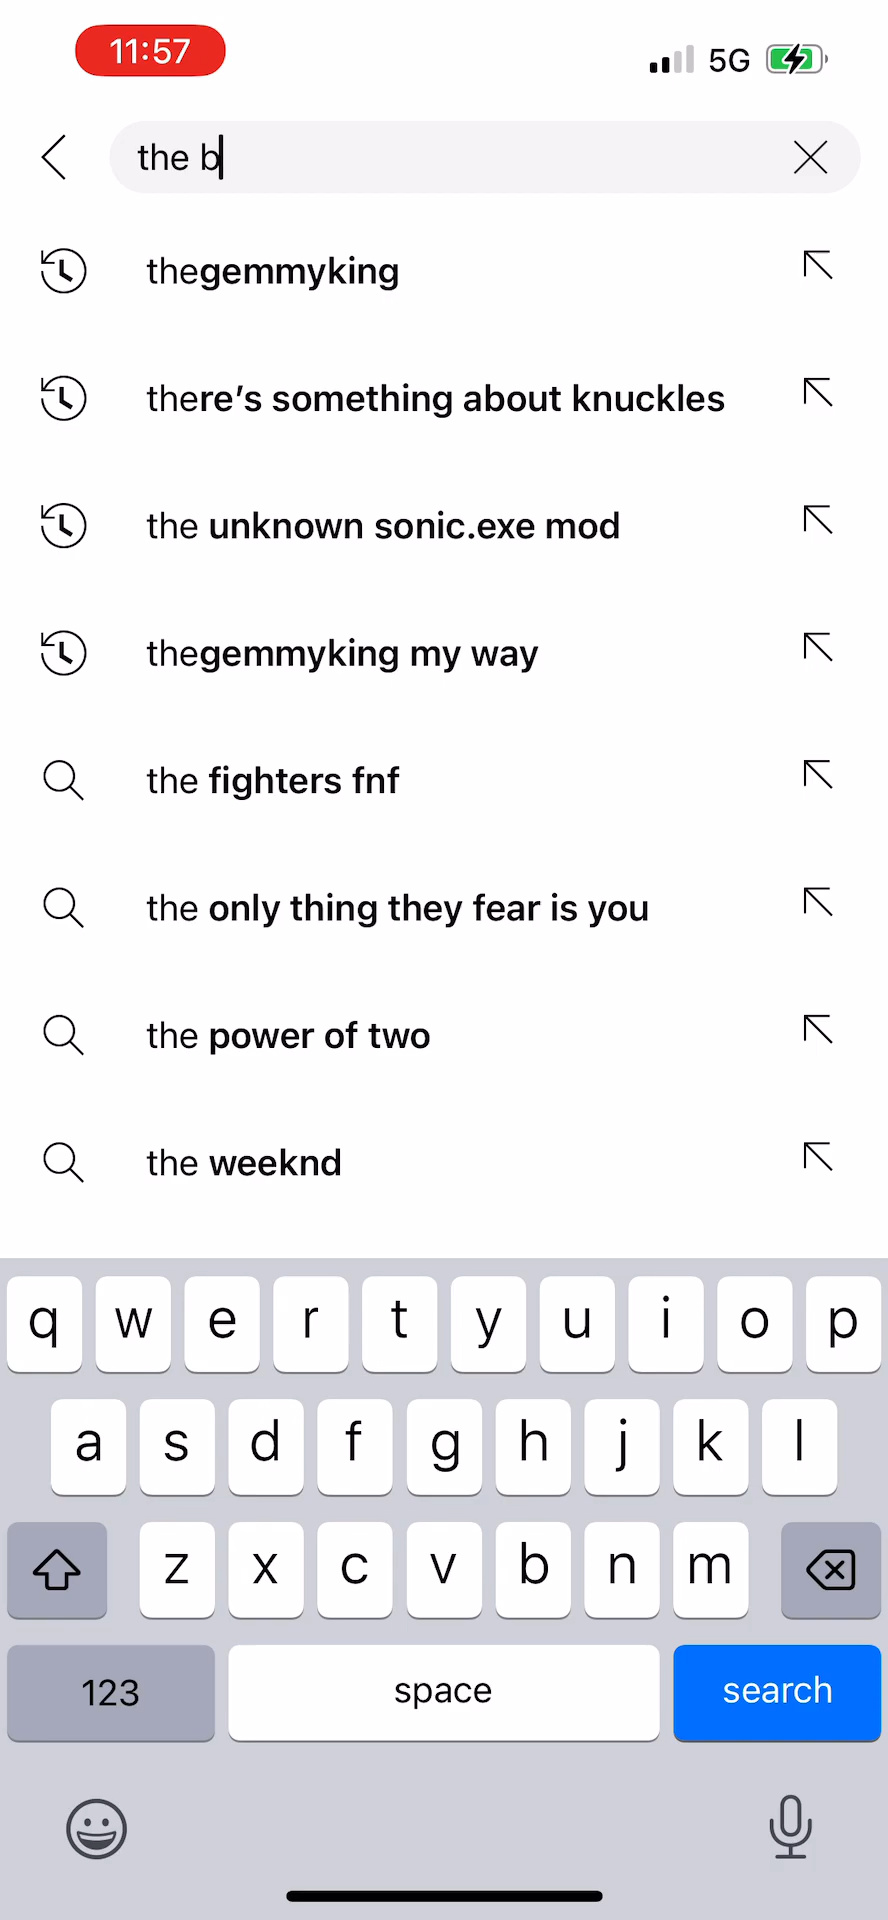 11:57
5G
the b
thegemmyking
there’s something about knuckles
the unknown sonic.exe mod
thegemmyking my way
the fighters fnf
the only thing they fear is you
the power of two
the weeknd
q w e r t y u i o p
a s d f g h j k l
z x c v b n m
123 space search